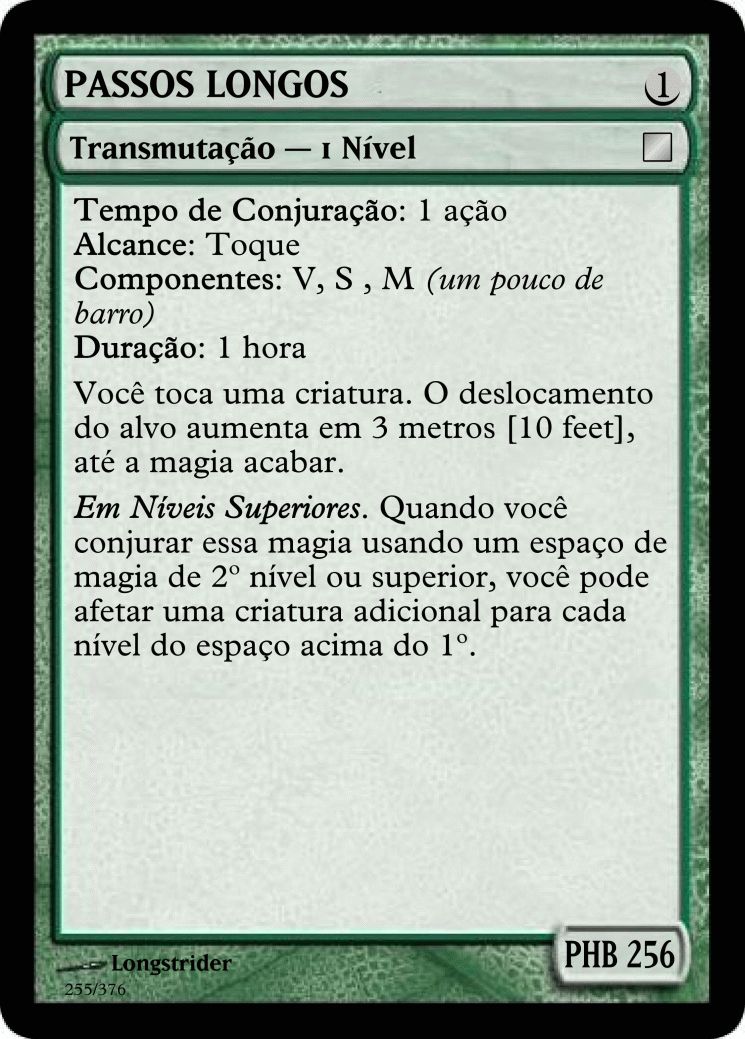 PASSOS LONGOS 1
Transmutação — 1 Nível
Tempo de Conjuração: 1 ação
Alcance: Toque
Componentes: V, S , M (um pouco de
barro)
Duração: 1 hora
Você toca uma criatura. O deslocamento
do alvo aumenta em 3 metros [10 feet],
até a magia acabar.
Em Níveis Superiores. Quando você
conjurar essa magia usando um espaço de
magia de 2º nível ou superior, você pode
afetar uma criatura adicional para cada
nível do espaço acima do 1º.
PHB 256
Longstrider
255/376